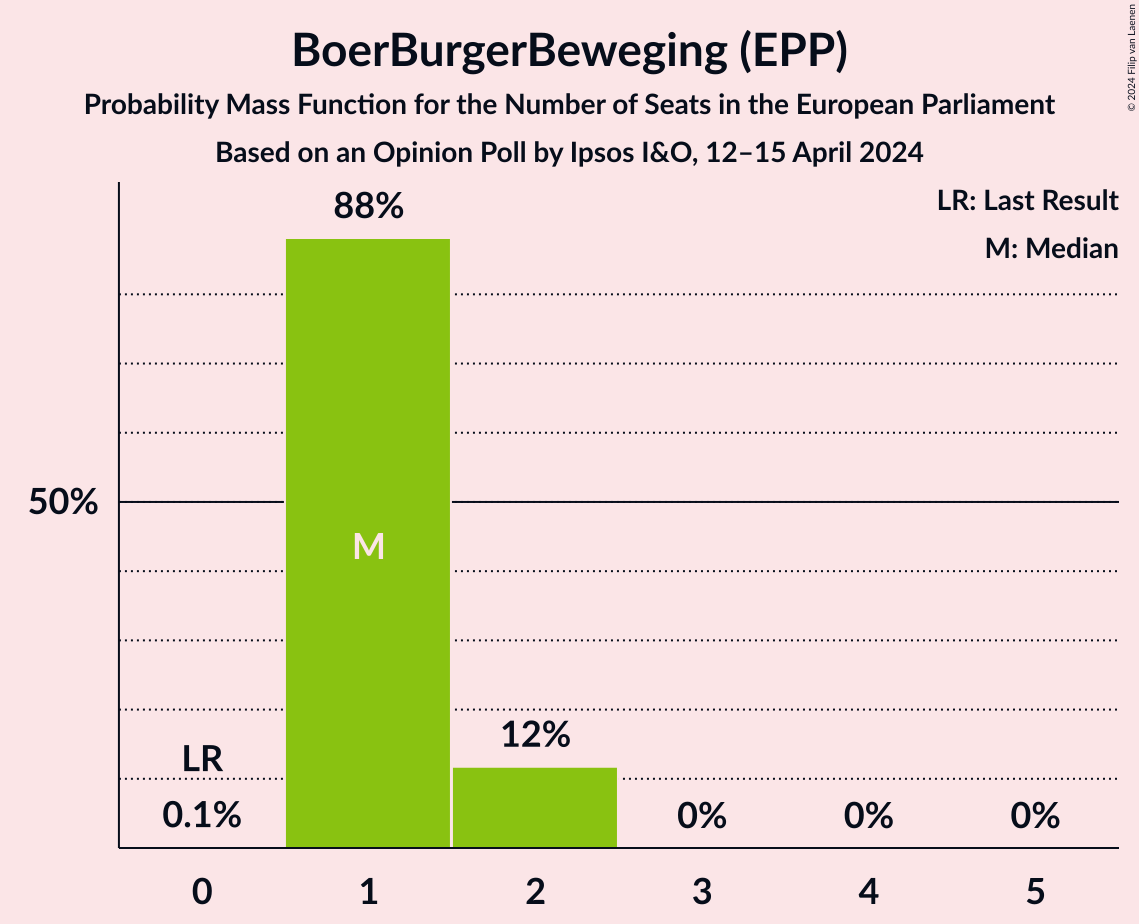 BoerBurgerBeweging (EPP)
Probability Mass Function for the Number of Seats in the European Parliament
Based on an Opinion Poll by Ipsos I&O, 12–15 April 2024
© 2024 Filip van Laenen
LR: Last Result
M: Median
88%
50%
M
12%
LR
0.1%
0%
0%
0%
0
1
2
3
4
5